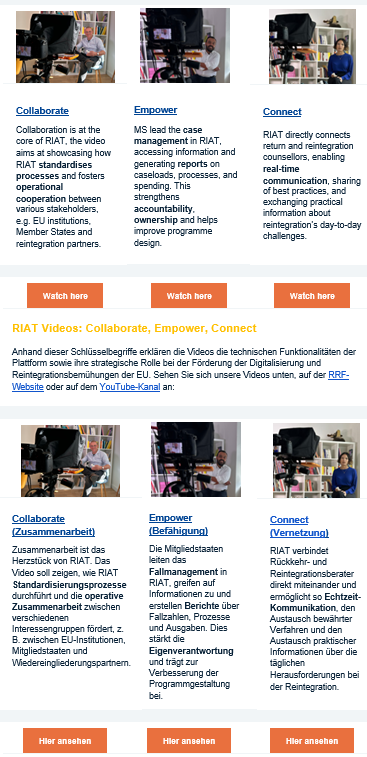 Collaborate
Collaboration is at the
core of RIAT, the video
aims at showcasing how
RIAT standardises
processes and fosters
operational
cooperation between
various stakeholders,
e.g. EU institutions,
Member States and
reintegration partners.
Empower
MS lead the case
management in RIAT,
accessing information and
generating reports on
caseloads, processes, and
spending. This
strengthens
accountability,
ownership and helps
improve programme
design.
Connect
RIAT directly connects
return and reintegration
counsellors, enabling
real-time
communication, sharing
of best practices, and
exchanging practical
information about
reintegration's day-to-day
challenges.
Watch here
Watch here
Watch here
RIAT Videos: Collaborate, Empower, Connect
Anhand dieser Schlüsselbegriffe erklären die Videos die technischen Funktionalitäten der
Plattform sowie ihre strategische Rolle bei der Förderung der Digitalisierung und
Reintegrationsbemühungen der EU. Sehen Sie sich unsere Videos unten, auf der RRF-
Website oder auf dem YouTube-Kanal an:
Collaborate
(Zusammenarbeit)
Zusammenarbeit ist das
Herzstück von RIAT. Das
Video soll zeigen, wie RIAT
Standardisierungsprozesse
durchführt und die operative
Zusammenarbeit zwischen
verschiedenen
Interessengruppen fördert, z.
B. zwischen EU-Institutionen,
Mitgliedstaaten und
Wiedereingliederungspartnern.
Empower
(Befähigung)
Die Mitgliedstaaten
leiten das
Fallmanagement in
RIAT, greifen auf
Informationen zu und
erstellen Berichte über
Fallzahlen, Prozesse
und Ausgaben. Dies
stärkt die
Eigenverantwortung
und trägt zur
Verbesserung der
Programmgestaltung
bei.
Connect
(Vernetzung)
RIAT verbindet
Rückkehr- und
Reintegrationsberater
direkt miteinander und
ermöglicht so Echtzeit-
Kommunikation, den
Austausch bewährter
Verfahren und den
Austausch praktischer
Informationen über die
täglichen
Herausforderungen bei
der Reintegration.
Hier ansehen
Hier ansehen
Hier ansehen